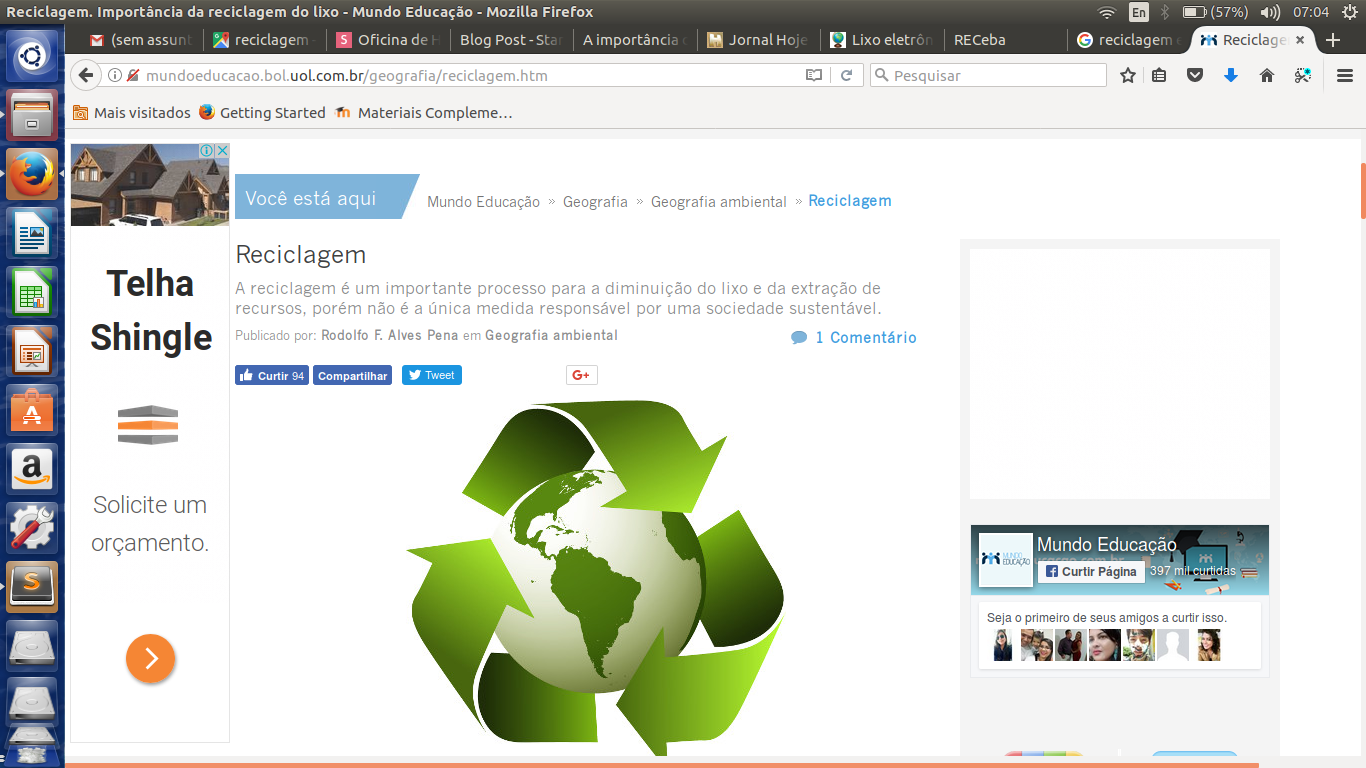 Reciclagem. Importância da reciclagem do lixo - Mundo Educação - Mozilla Firefox
En
(57%)
07:04
(sem assunt
reciclagem -
Oficina de H
Blog Post - Star
A importância d
Jornal Hoje
Lixo eletrôn
RECeba
reciclagem e
Reciclage
mundoeducacao.bol.uol.com.br/geografia/reciclagem.htm
Pesquisar
Mais visitados
Getting Started
Materiais Compleme...
Você está aqui
Mundo Educação » Geografia » Geografia ambiental » Reciclagem
Telha
Shingle
Solicite um
orçamento.
Reciclagem
A reciclagem é um importante processo para a diminuição do lixo e da extração de
recursos, porém não é a única medida responsável por uma sociedade sustentável.
Publicado por: Rodolfo F. Alves Pena em Geografia ambiental
1 Comentário
Curtir 94
Compartilhar
Tweet
G+
Mundo Educação
MUNDO
EDUCAÇÃO
Curtir Página
397 mil curtidas
Seja o primeiro de seus amigos a curtir isso.